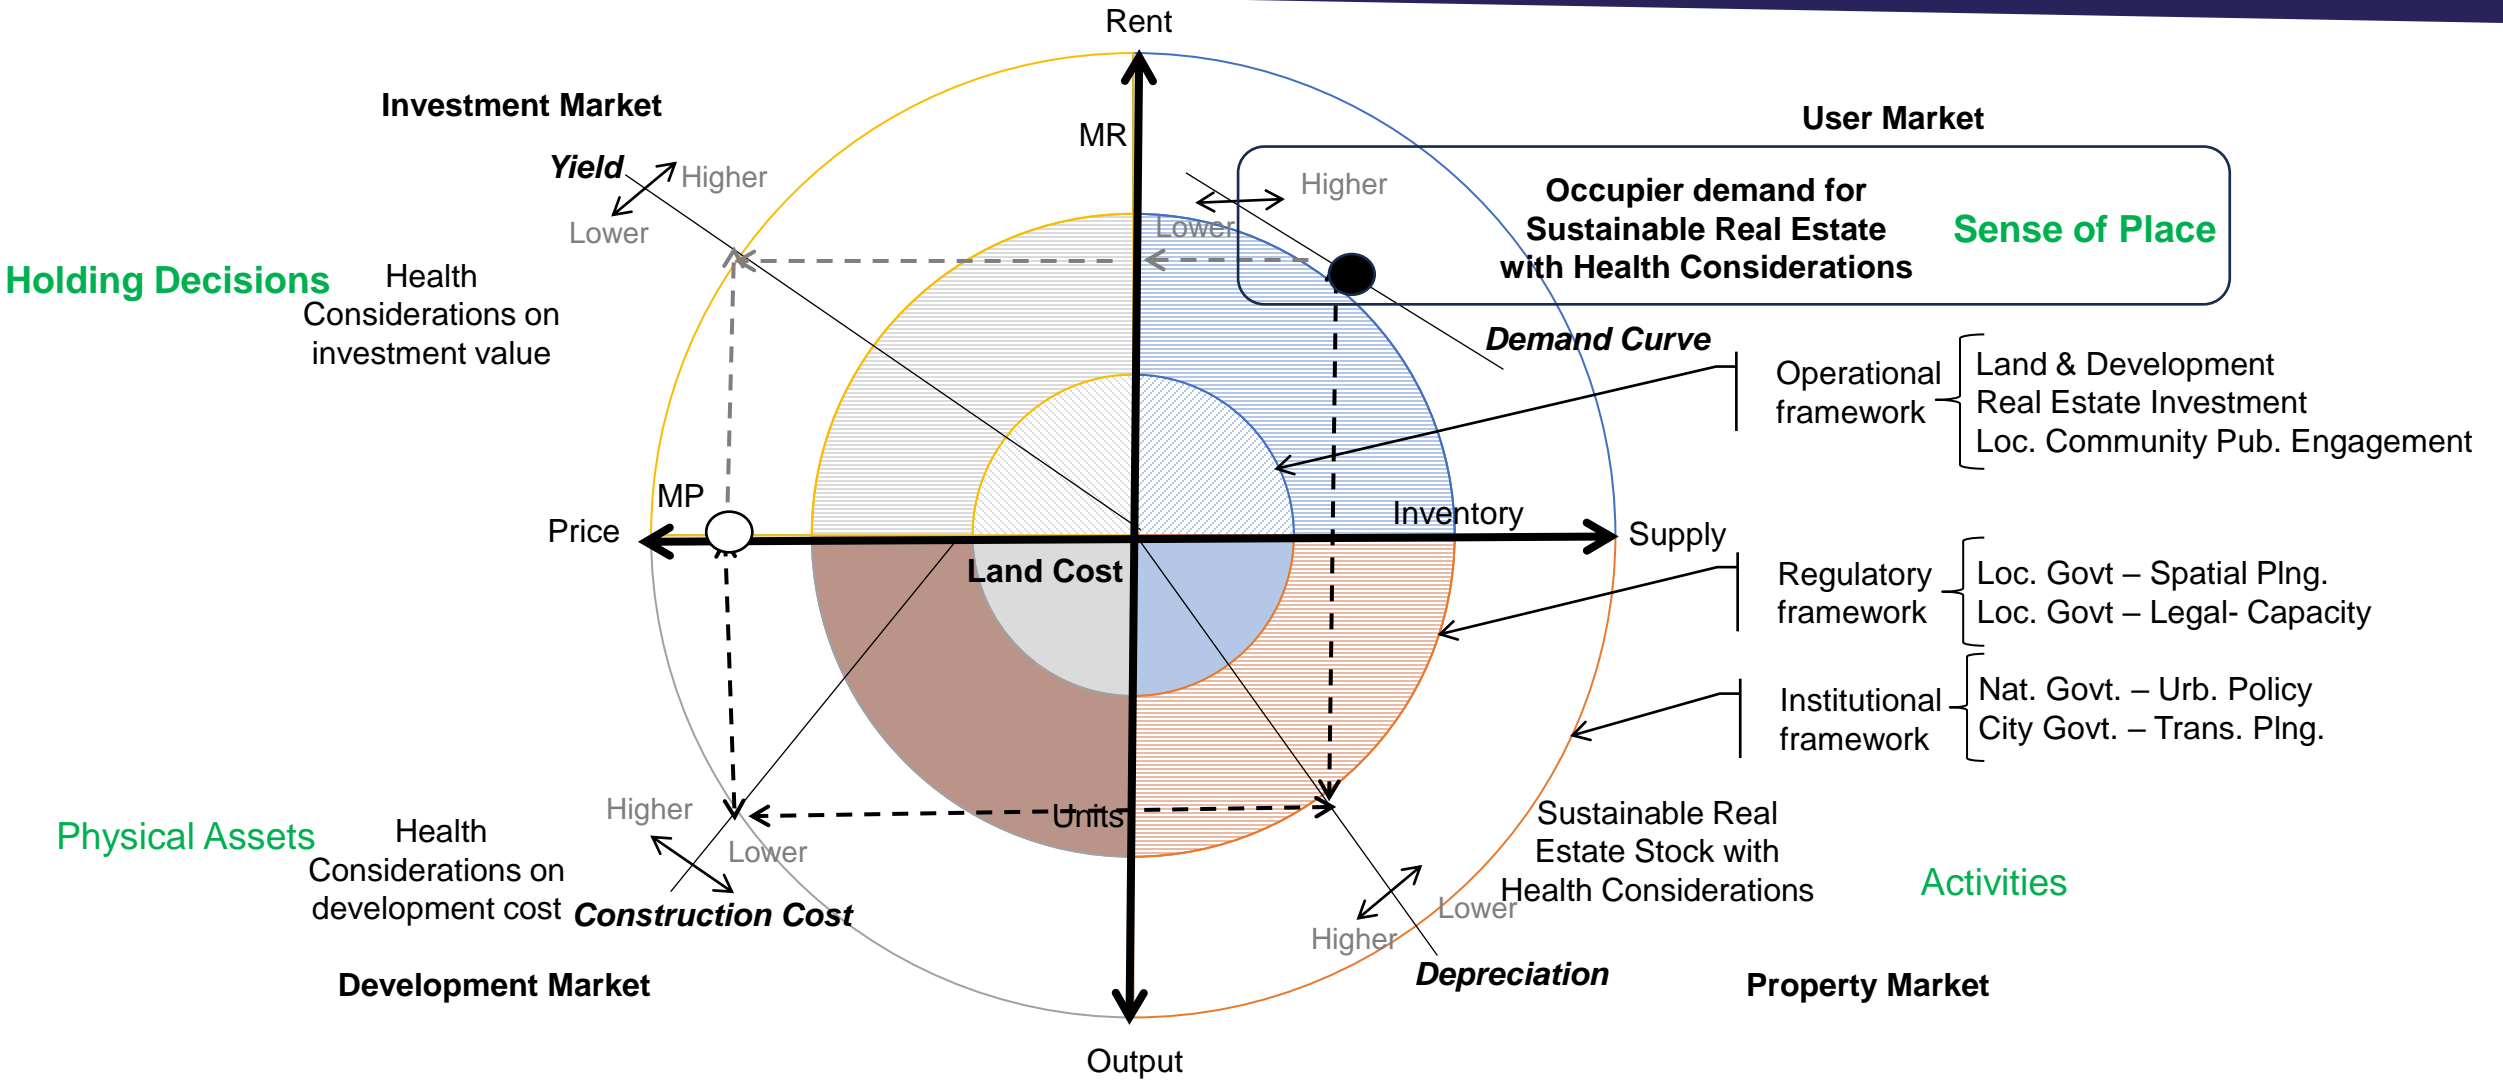 Rent
Investment Market
User Market
MR
Yield
Higher
Lower
Higher
Lower
Occupier demand for
Sustainable Real Estate
with Health Considerations
Sense of Place
Holding Decisions
Health
Considerations on
investment value
Demand Curve
Operational
framework
Land & Development
Real Estate Investment
Loc. Community Pub. Engagement
MP
Price
Inventory
Supply
Land Cost
Regulatory
framework
Loc. Govt – Spatial Plng.
Loc. Govt – Legal- Capacity
Institutional
framework
Nat. Govt. – Urb. Policy
City Govt. – Trans. Plng.
Physical Assets
Health
Considerations on
development cost
Higher
Lower
Construction Cost
Units
Sustainable Real
Estate Stock with
Health Considerations
Activities
Lower
Higher
Depreciation
Development Market
Property Market
Output